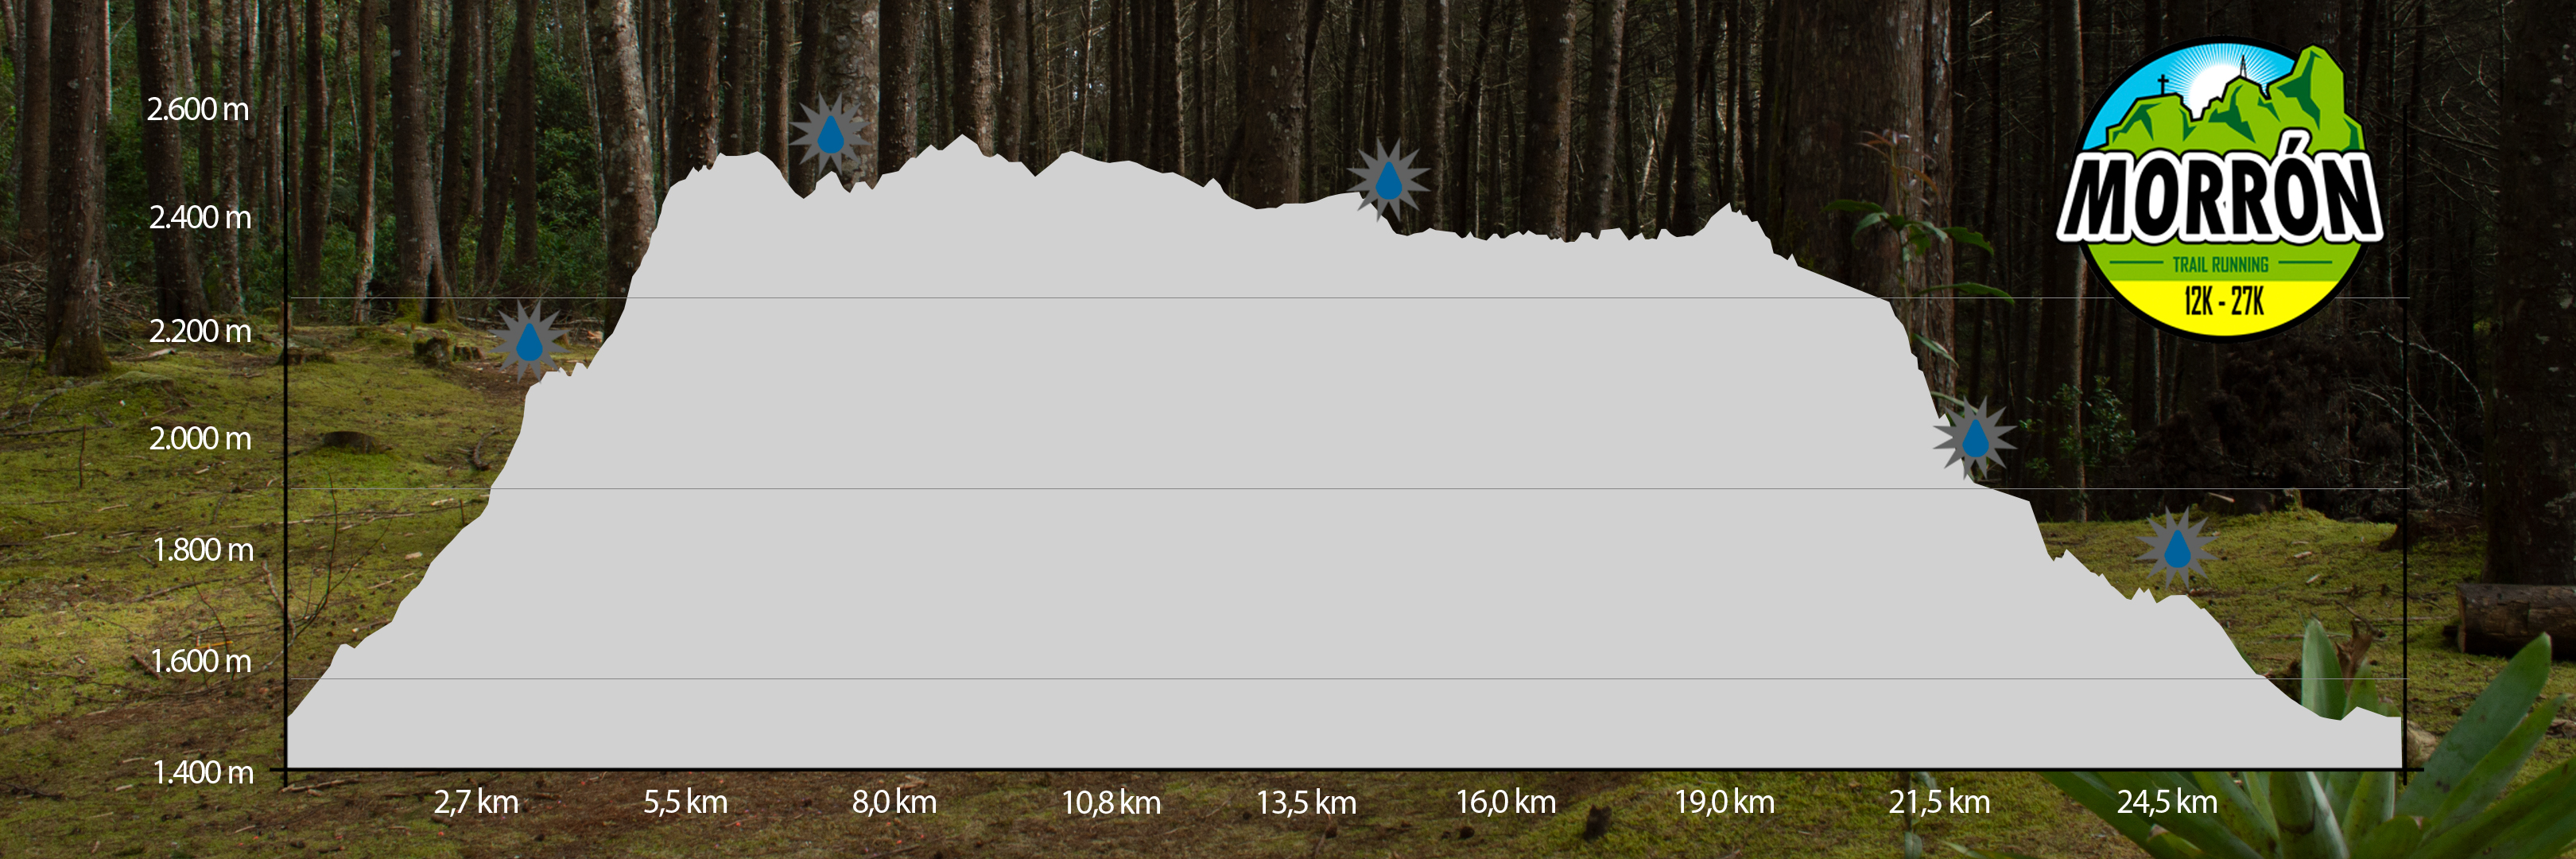 2.600 m
2.400 m
2.200 m
2.000 m
1.800 m
1.600 m
1.400 m
2,7 km
5,5 km
8,0 km
10,8 km
13,5 km
16,0 km
19,0 km
21,5 km
24,5 km
MORRÓN
TRAIL RUNNING
12K - 27K